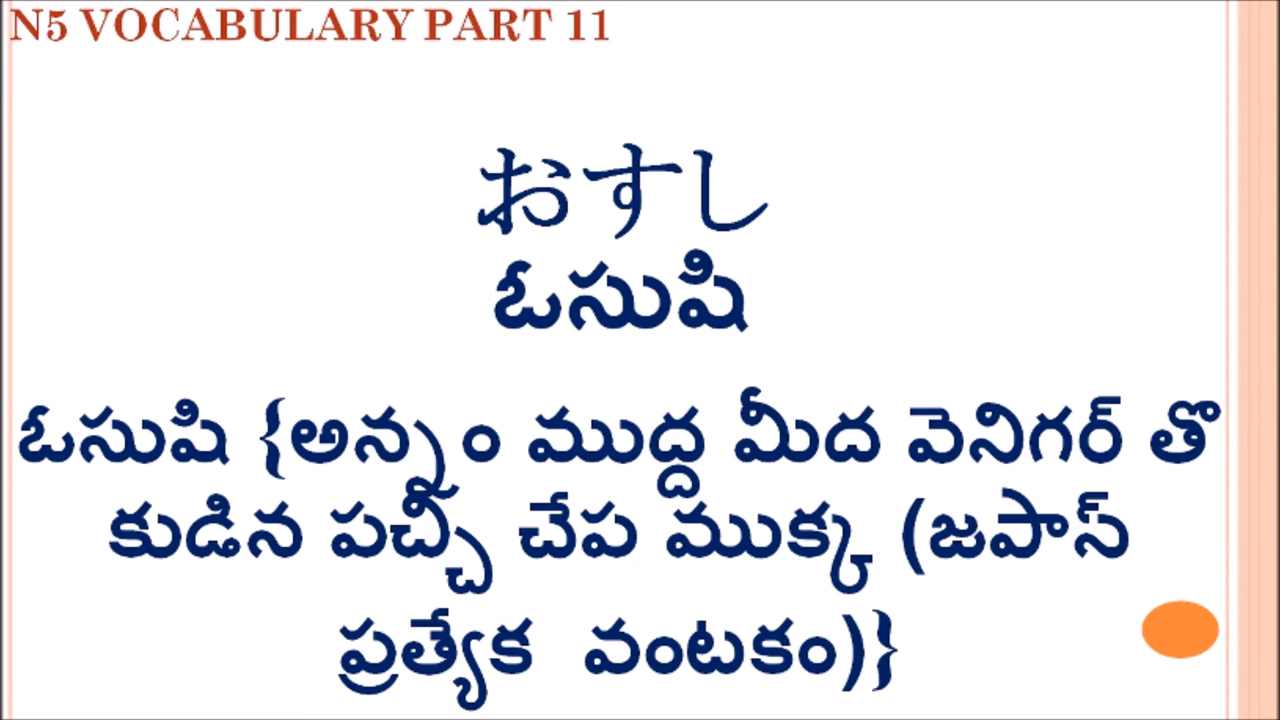 N5 VOCABULARY PART 11
おすし
ఓసుషి
ఓసుషి {అన్నం ముద్ద మీద వెనిగర్ తొ
కుడిన పచ్చి చేప ముక్క (జపాస్
ప్రత్యేక వంటకం)}